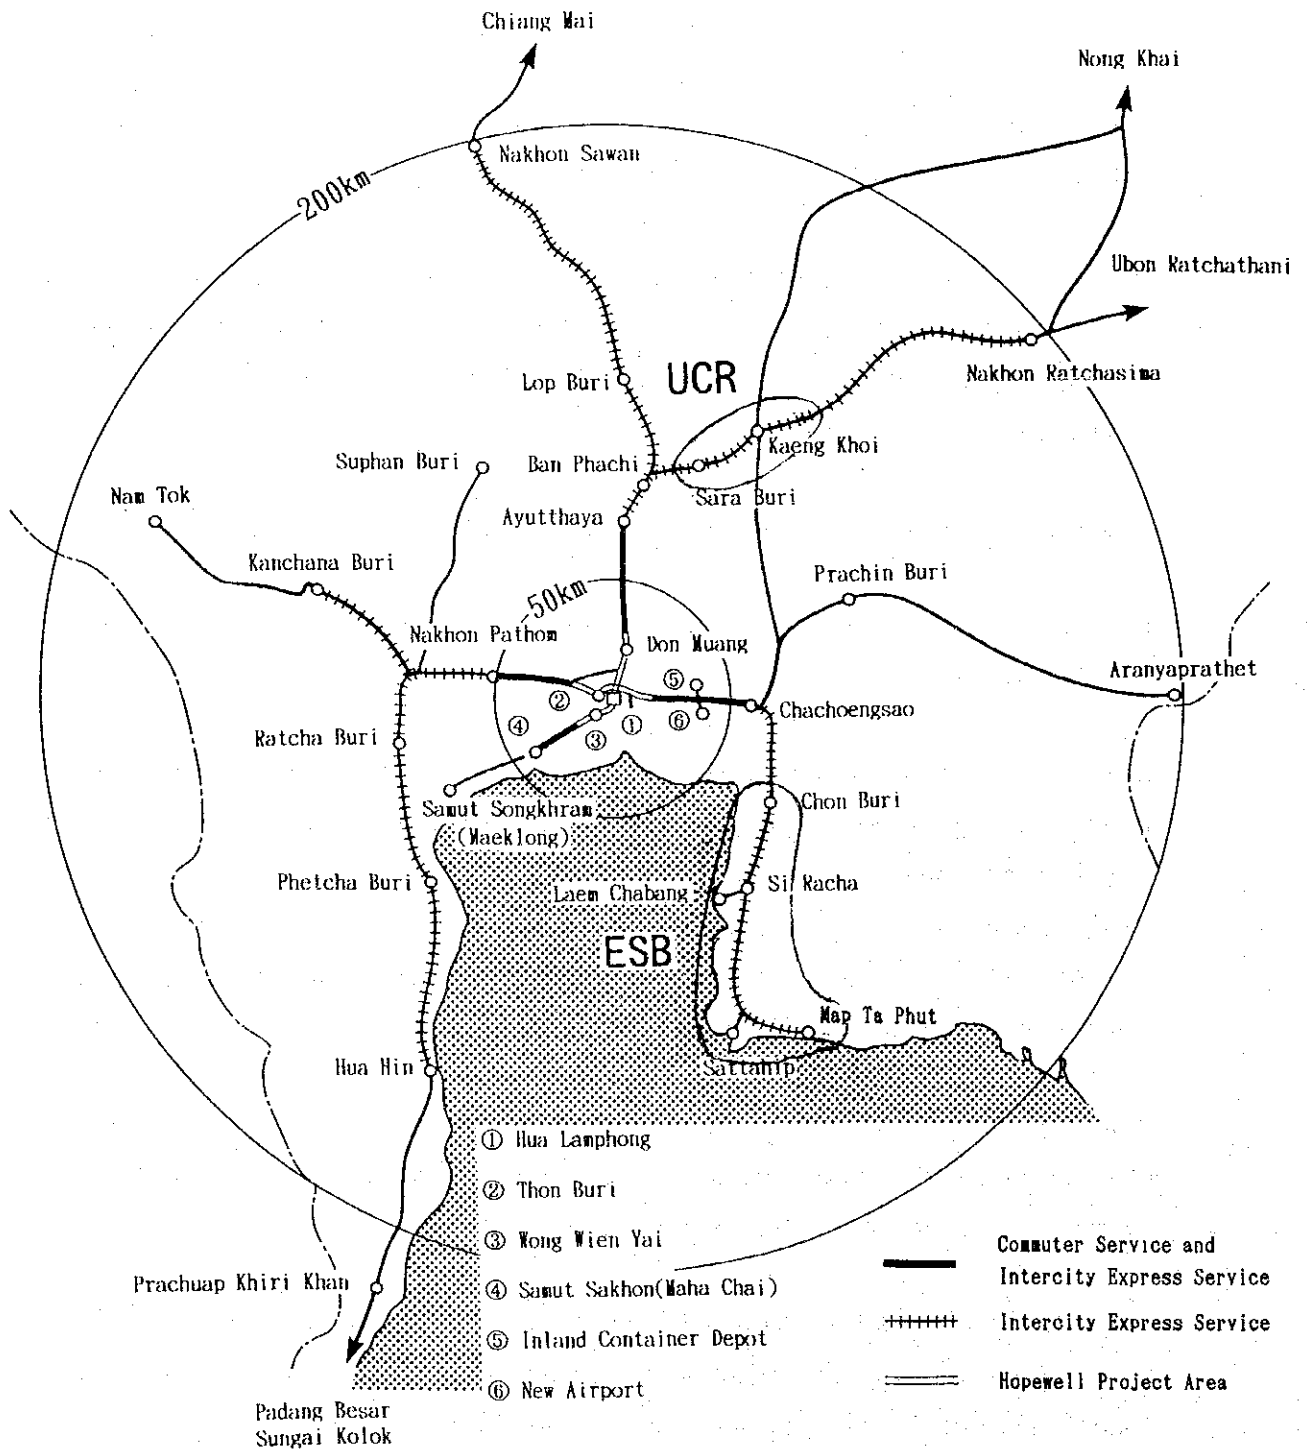 Chiang Mai
Nong Khai
Nakhon Sawan
200km
Ubon Ratchathani
Lop Buri
UCR
Nakhon Ratchasima
Kaeng Khoi
Suphan Buri
Ban Phachi
Sara Buri
Nam Tok
Ayutthaya
Kanchana Buri
Prachin Buri
50km
Nakhon Pathom
Don Muang
Aranyaprathet
⑤
②
Chachoengsao
④
③
①
⑥
Ratcha Buri
Chon Buri
Samut Songkhram
(Maeklong)
Phetcha Buri
Si Racha
Laem Chabang
ESB
Map Ta Phut
Hua Hin
Sattahip
① Hua Lamphong
② Thon Buri
③ Wong Wien Yai
④ Samut Sakhon(Maha Chai)
⑤ Inland Container Depot
⑥ New Airport
Prachuap Khiri Khan
Padang Besar
Sungai Kolok
Commuter Service and
Intercity Express Service
Intercity Express Service
Hopewell Project Area